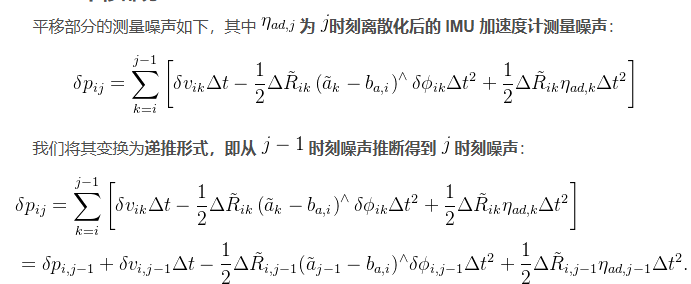 平移部分的测量噪声如下，其中 $\eta_{ad,j}$ 为 $j$时刻离散化后的 IMU 加速度计测量噪声：
$\delta p_{ij} = \sum_{k=i}^{j-1} \left[ \delta v_{ik} \Delta t - \frac{1}{2} \Delta \tilde{R}_{ik} \left( \tilde{a}_k - b_{a,i} \right)^{\wedge} \delta \phi_{ik} \Delta t^2 + \frac{1}{2} \Delta \tilde{R}_{ik} \eta_{ad,k} \Delta t^2 \right]$
我们将其变换为递推形式，即从 $j-1$ 时刻噪声推断得到 $j$ 时刻噪声：
$\delta p_{ij} = \sum_{k=i}^{j-1} \left[ \delta v_{ik} \Delta t - \frac{1}{2} \Delta \tilde{R}_{ik} \left( \tilde{a}_k - b_{a,i} \right)^{\wedge} \delta \phi_{ik} \Delta t^2 + \frac{1}{2} \Delta \tilde{R}_{ik} \eta_{ad,k} \Delta t^2 \right]$
$= \delta p_{i,j-1} + \delta v_{i,j-1} \Delta t - \frac{1}{2} \Delta \tilde{R}_{i,j-1} ( \tilde{a}_{j-1} - b_{a,i} )^{\wedge} \delta \phi_{i,j-1} \Delta t^2 + \frac{1}{2} \Delta \tilde{R}_{i,j-1} \eta_{ad,j-1} \Delta t^2.$